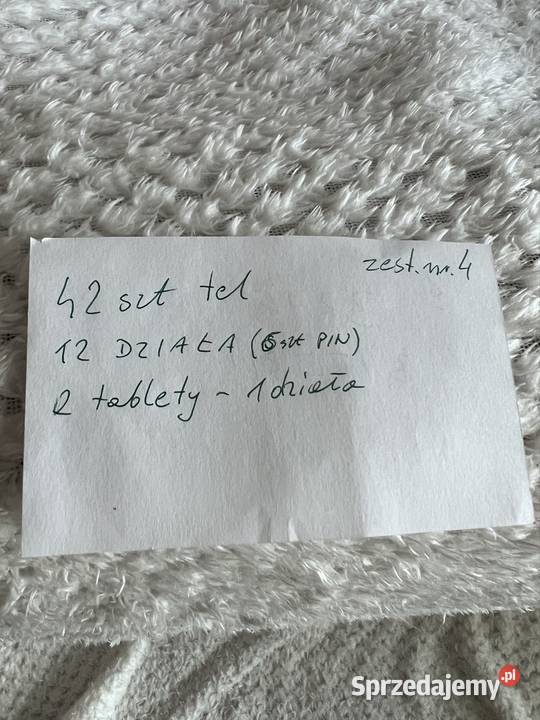 zest. nr. 4
42 szt tel
12 DZIAŁA (6 szt PIN)
2 tablety - 1 działa
Sprzedajemy.pl